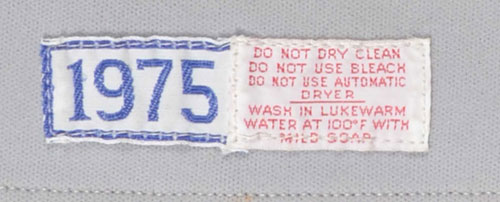 1975
DO NOT DRY CLEAN
DO NOT USE BLEACH
DO NOT USE AUTOMATIC
DRYER
WASH IN LUKEWARM
WATER AT 100°F WITH
MILD SOAP